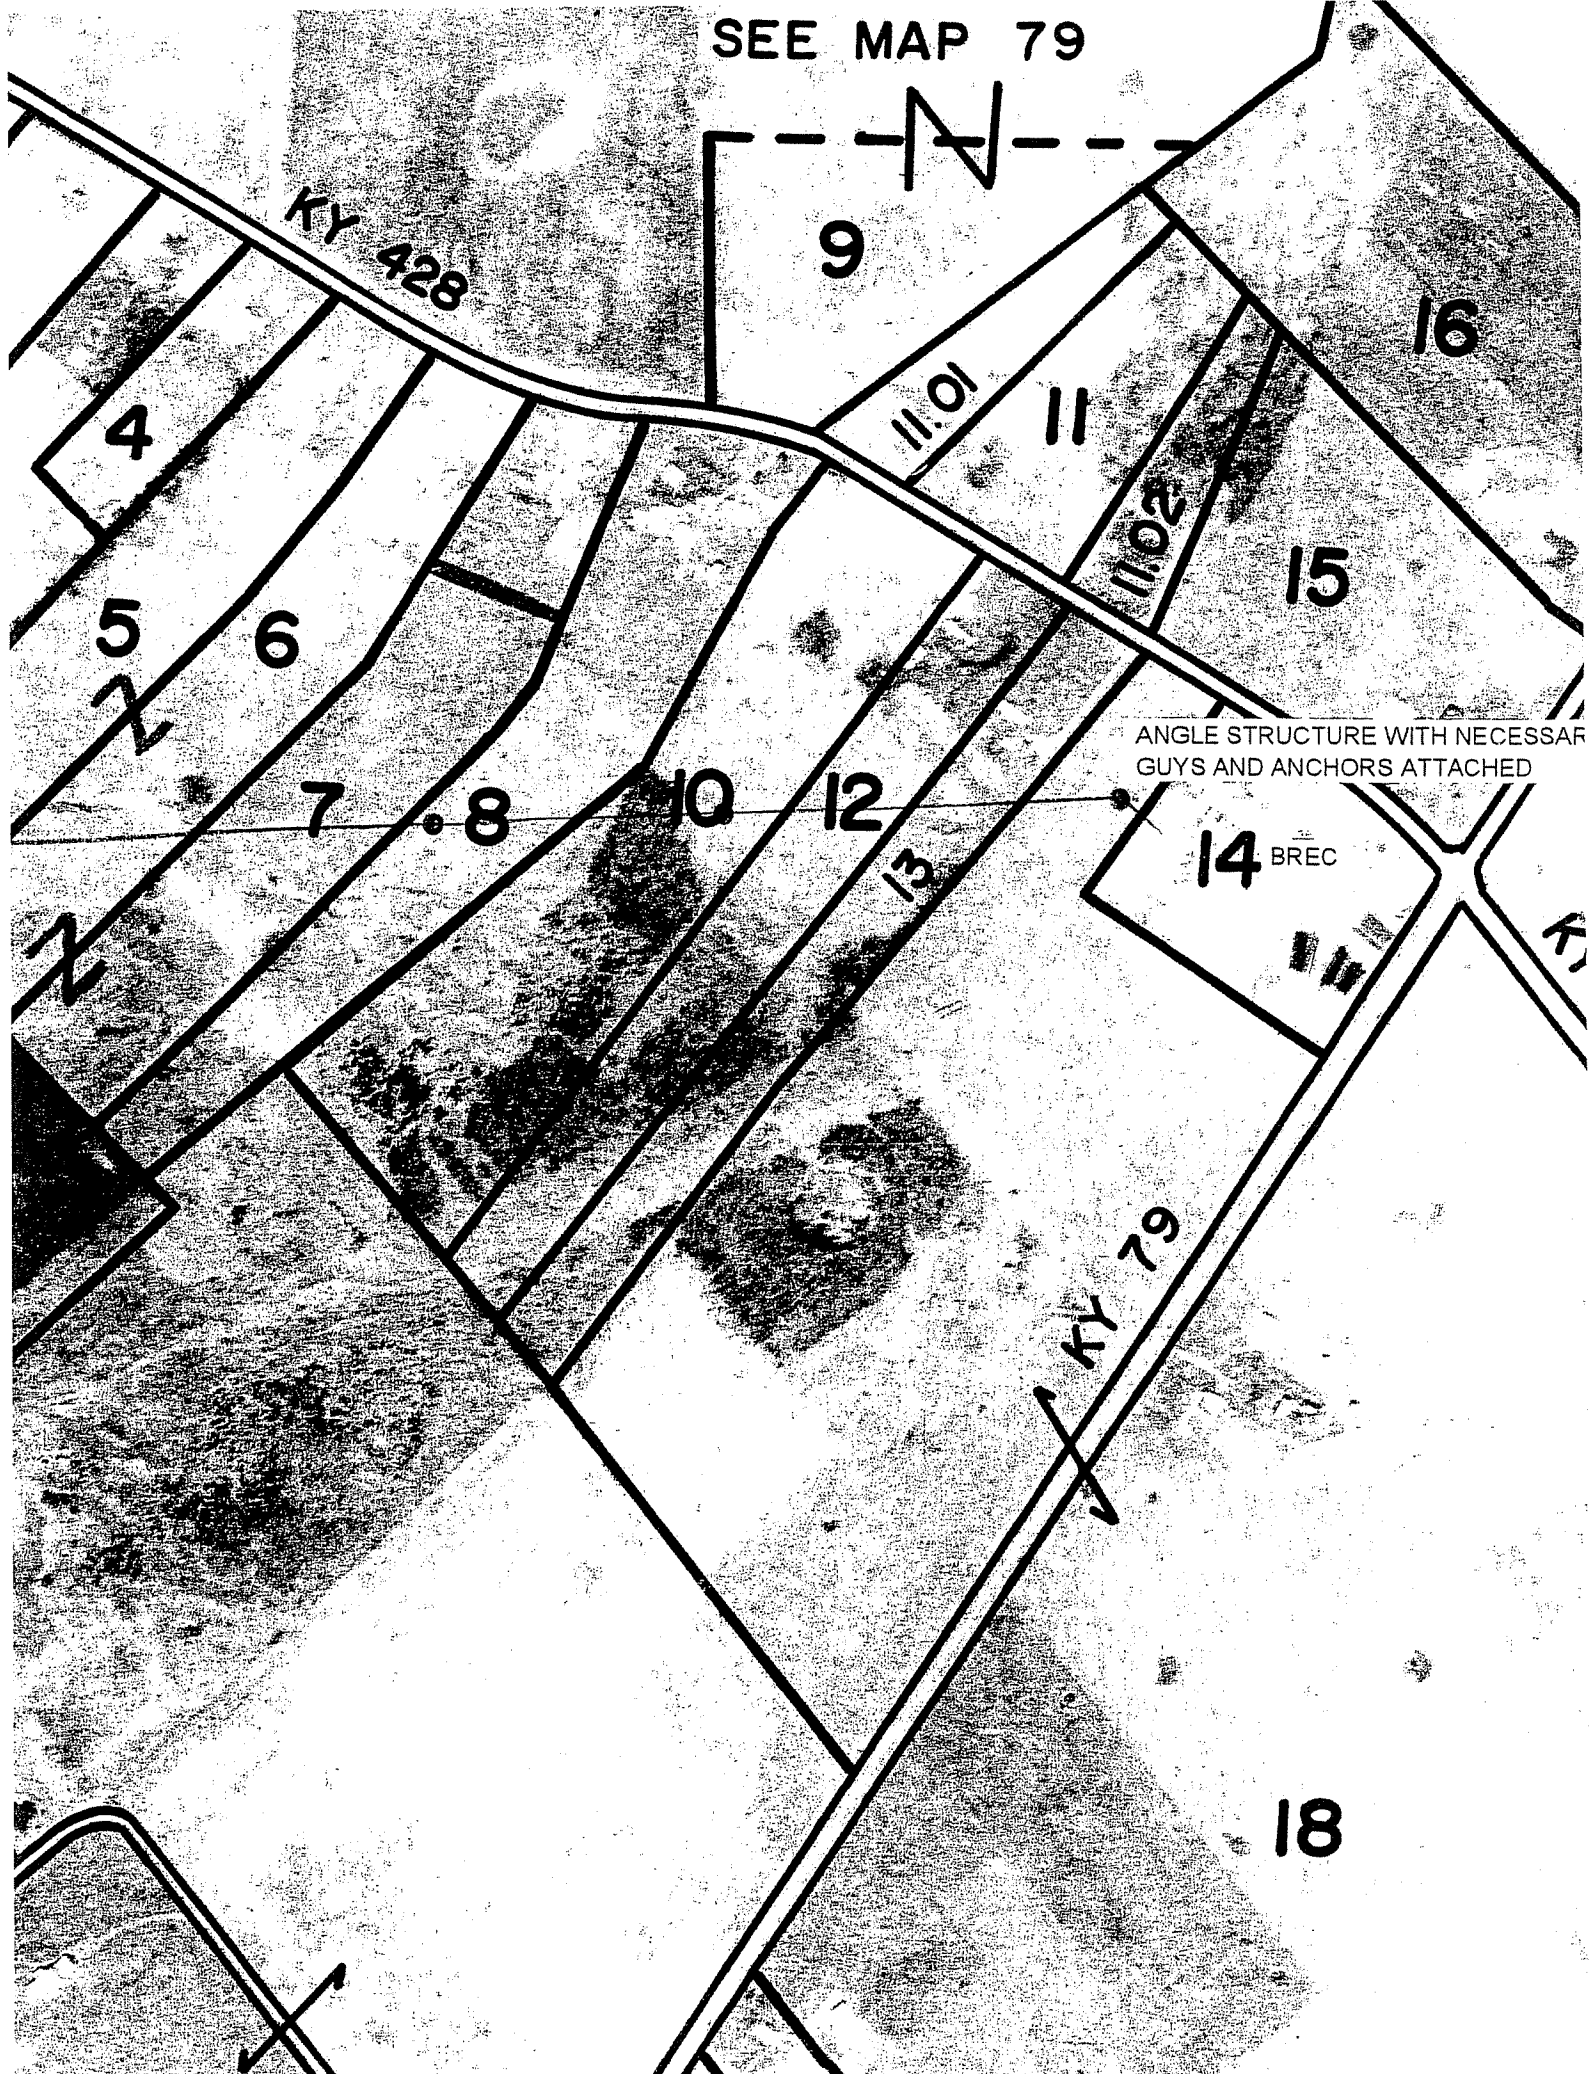 SEE MAP 79
KY 428
9
16
11.01
11
4
11.02
15
5
6
ANGLE STRUCTURE WITH NECESSAR
GUYS AND ANCHORS ATTACHED
7
8
10
12
14
BREC
13
KY
KY 79
18